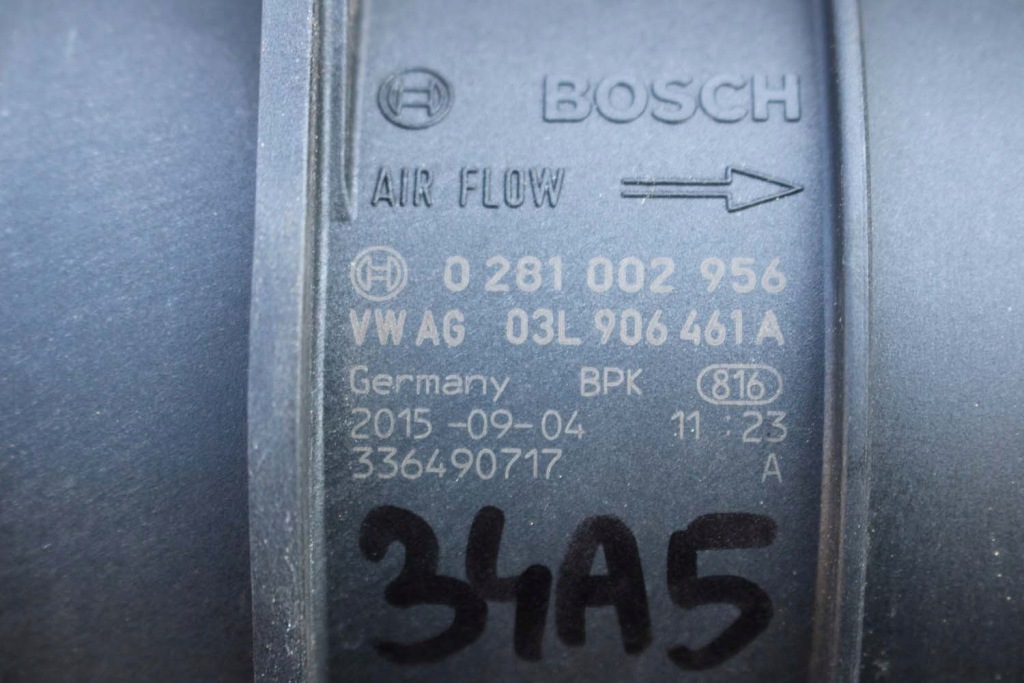 BOSCH
AIR FLOW
0 281 002 956
VW AG 03L 906 461 A
Germany BPK 816
2015-09-04 11:23
336490717 A
34A5